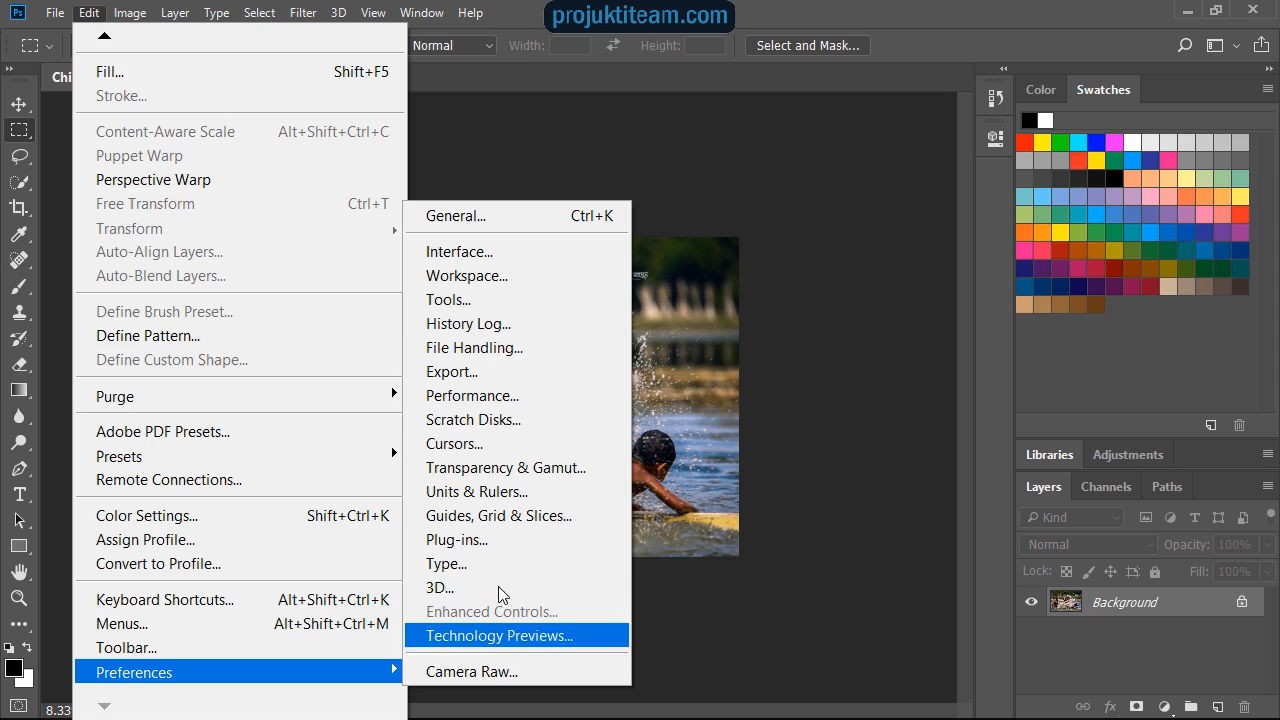 Ps File Edit Image Layer Type Select Filter 3D View Window Help
projuktiteam.com
Normal Width: Height: Select and Mask...
Chi
Fill... Shift+F5
Stroke...
Content-Aware Scale Alt+Shift+Ctrl+C
Puppet Warp
Perspective Warp
Free Transform Ctrl+T
Transform
Auto-Align Layers...
Auto-Blend Layers...
Define Brush Preset...
Define Pattern...
Define Custom Shape...
Purge
Adobe PDF Presets...
Presets
Remote Connections...
Color Settings... Shift+Ctrl+K
Assign Profile...
Convert to Profile...
Keyboard Shortcuts... Alt+Shift+Ctrl+K
Menus... Alt+Shift+Ctrl+M
Toolbar...
Preferences
General... Ctrl+K
Interface...
Workspace...
Tools...
History Log...
File Handling...
Export...
Performance...
Scratch Disks...
Cursors...
Transparency & Gamut...
Units & Rulers...
Guides, Grid & Slices...
Plug-ins...
Type...
3D...
Enhanced Controls...
Technology Previews...
Camera Raw...
8.33
Color Swatches
Libraries Adjustments
Layers Channels Paths
Kind
Normal Opacity: 100%
Lock: Fill: 100%
Background
fx